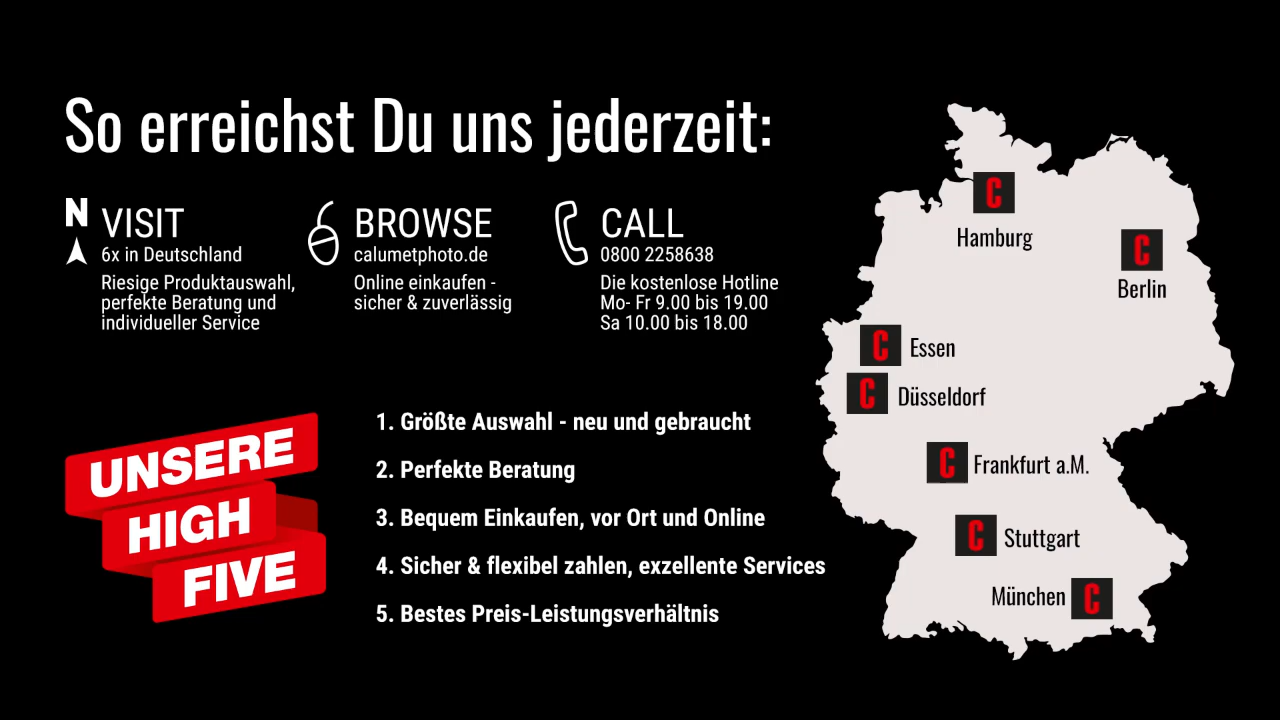 So erreichst Du uns jederzeit:
N
VISIT
6x in Deutschland
Riesige Produktauswahl,
perfekte Beratung und
individueller Service
BROWSE
calumetphoto.de
Online einkaufen -
sicher & zuverlässig
CALL
0800 2258638
Die kostenlose Hotline
Mo- Fr 9.00 bis 19.00
Sa 10.00 bis 18.00
UNSERE
HIGH
FIVE
1. Größte Auswahl - neu und gebraucht
2. Perfekte Beratung
3. Bequem Einkaufen, vor Ort und Online
4. Sicher & flexibel zahlen, exzellente Services
5. Bestes Preis-Leistungsverhältnis
C
Hamburg
C
Berlin
C Essen
C Düsseldorf
C Frankfurt a.M.
C Stuttgart
München C